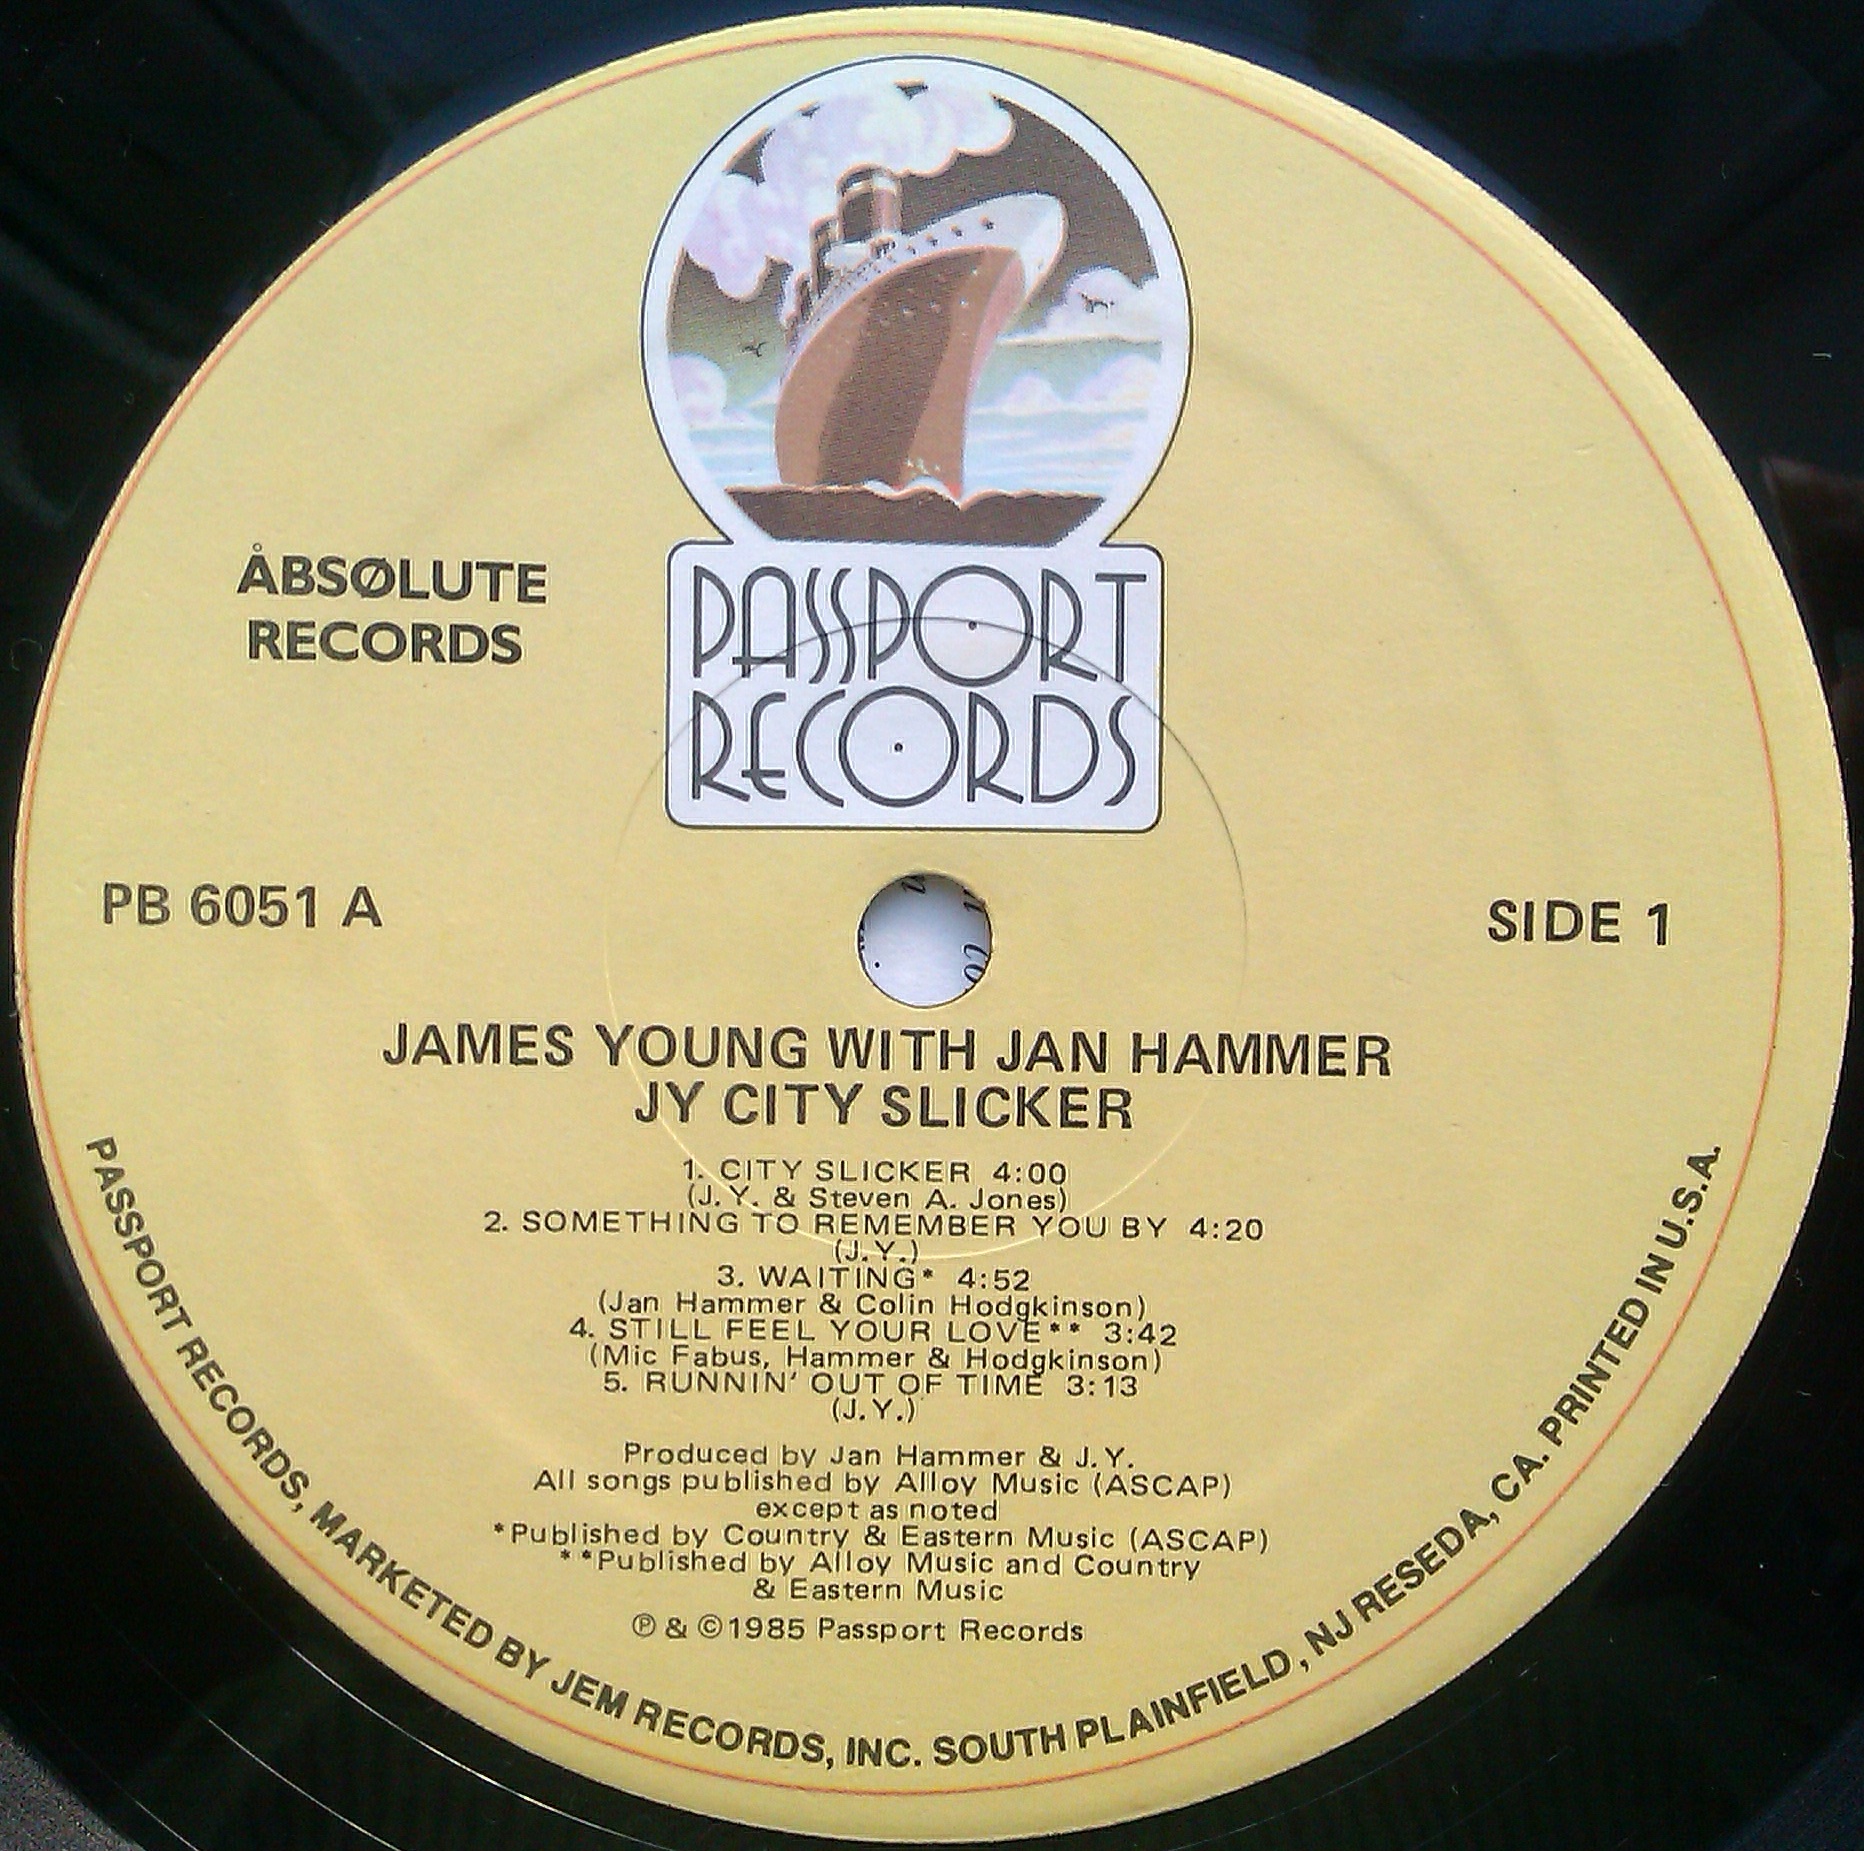 PASSPORT
RECORDS
ÅBSØLUTE
RECORDS
PB 6051 A
SIDE 1
JAMES YOUNG WITH JAN HAMMER
JY CITY SLICKER
1. CITY SLICKER 4:00
(J. Y. & Steven A. Jones)
2. SOMETHING TO REMEMBER YOU BY 4:20
(J.Y.)
3. WAITING* 4:52
(Jan Hammer & Colin Hodgkinson)
4. STILL FEEL YOUR LOVE** 3:42
(Mic Fabus, Hammer & Hodgkinson)
5. RUNNIN' OUT OF TIME 3:13
(J.Y.)
Produced by Jan Hammer & J.Y.
All songs published by Alloy Music (ASCAP)
except as noted
*Published by Country & Eastern Music (ASCAP)
**Published by Alloy Music and Country
& Eastern Music
℗ & ©1985 Passport Records
PASSPORT RECORDS, MARKETED BY JEM RECORDS, INC. SOUTH PLAINFIELD, NJ RESEDA, CA. PRINTED IN U.S.A.